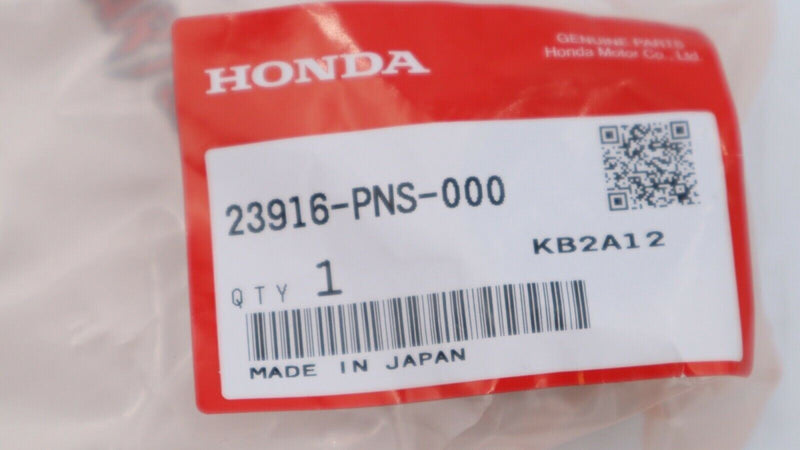 HONDA
GENUINE PARTS
Honda Motor Co., Ltd.
23916-PNS-000
KB2A12
QTY 1
MADE IN JAPAN